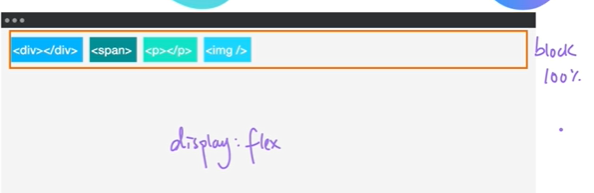 <div></div> <span> <p></p> <img />
block
100%.
display: flex